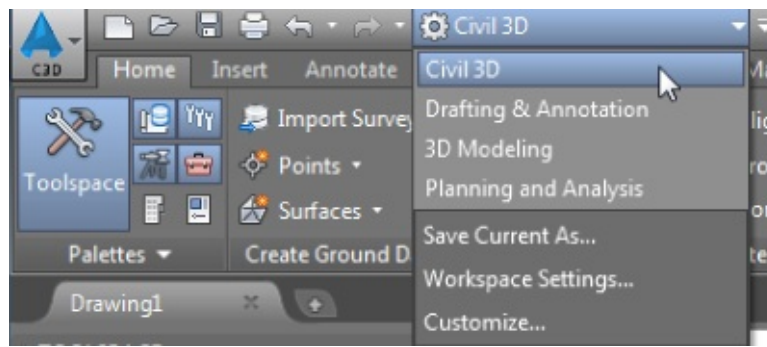 Civil 3D
C3D
Home Insert Annotate
Civil 3D
Drafting & Annotation
3D Modeling
Planning and Analysis
Save Current As...
Workspace Settings...
Customize...
Toolspace
Import Survey
Points
Surfaces
Palettes
Create Ground D
Drawing1